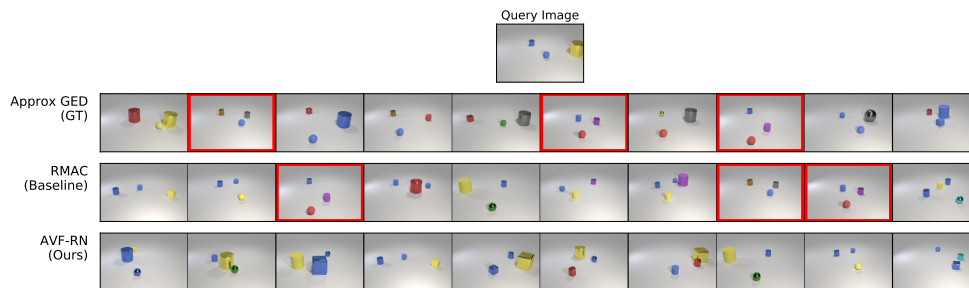 Query Image
Approx GED
(GT)
RMAC
(Baseline)
AVF-RN
(Ours)